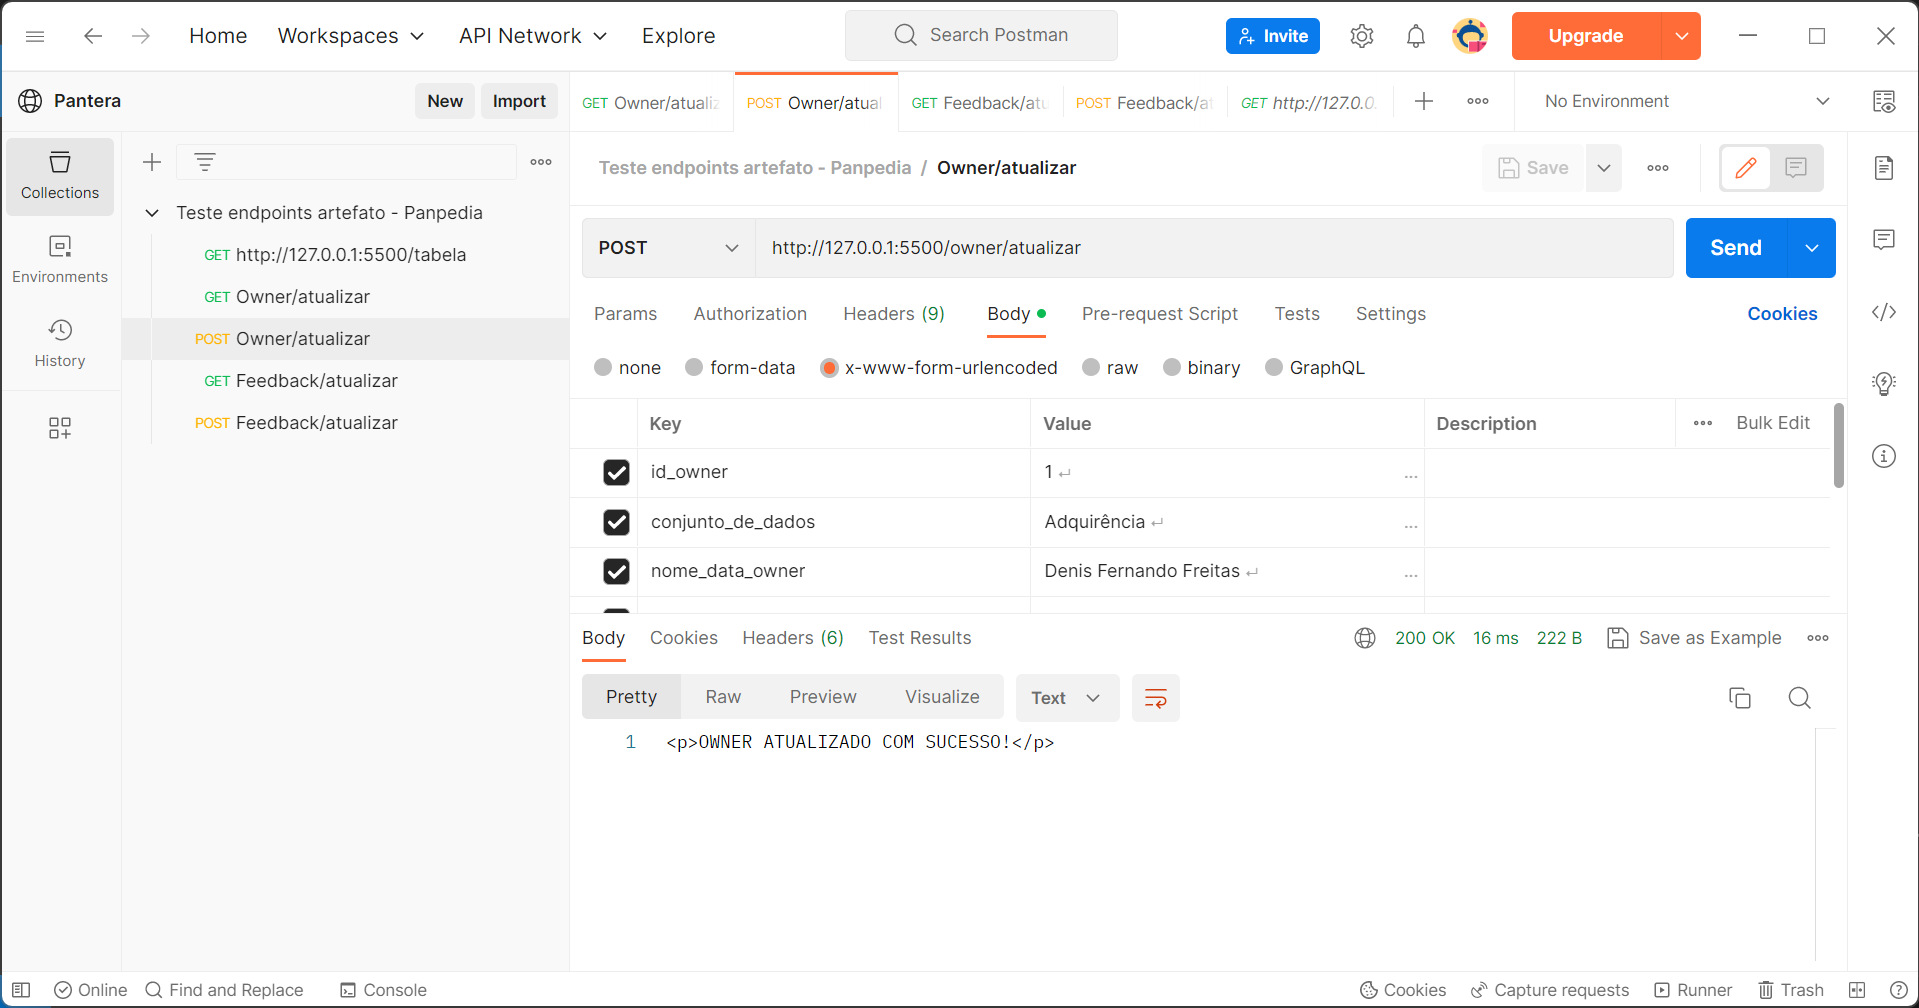 Home Workspaces API Network Explore Search Postman Invite Upgrade
Pantera New Import
GET Owner/atualiz POST Owner/atual GET Feedback/atu POST Feedback/at GET http://127.0.0. No Environment
Collections
Environments
History
Teste endpoints artefato - Panpedia
GET http://127.0.0.1:5500/tabela
GET Owner/atualizar
POST Owner/atualizar
GET Feedback/atualizar
POST Feedback/atualizar
Teste endpoints artefato - Panpedia / Owner/atualizar Save
POST http://127.0.0.1:5500/owner/atualizar Send
Params Authorization Headers (9) Body Pre-request Script Tests Settings Cookies
none form-data x-www-form-urlencoded raw binary GraphQL
Key Value Description Bulk Edit
id_owner 1 ↵ ...
conjunto_de_dados Adquirência ↵ ...
nome_data_owner Denis Fernando Freitas ↵ ...
Body Cookies Headers (6) Test Results 200 OK 16 ms 222 B Save as Example
Pretty Raw Preview Visualize Text
1 <p>OWNER ATUALIZADO COM SUCESSO!</p>
Online Find and Replace Console Cookies Capture requests Runner Trash